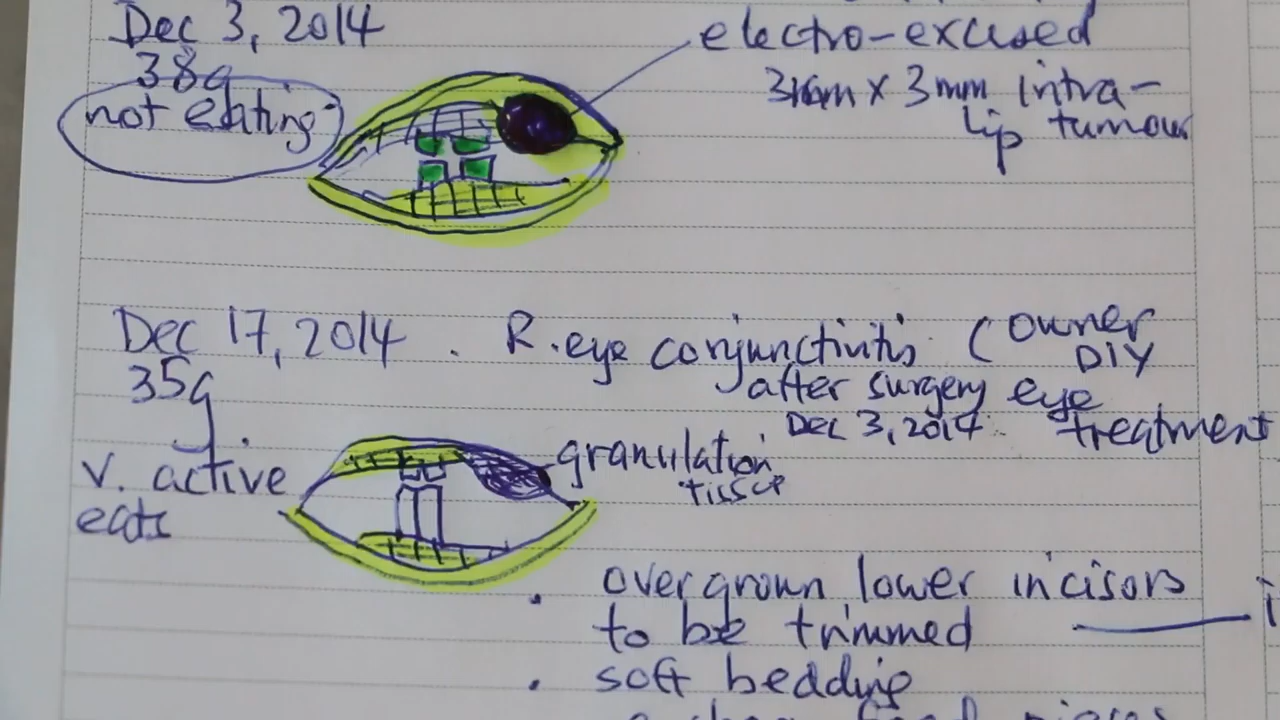 Dec 3, 2014
38g
not eating
electro-excised
3mm x 3mm intra-
lip tumour
Dec 17, 2014 . R. eye conjunctivitis (owner
DIY
35g
after surgery eye
Dec 3, 2014. treatment
v. active
eats
granulation
tissue
. overgrown lower incisors
to be trimmed
. soft bedding